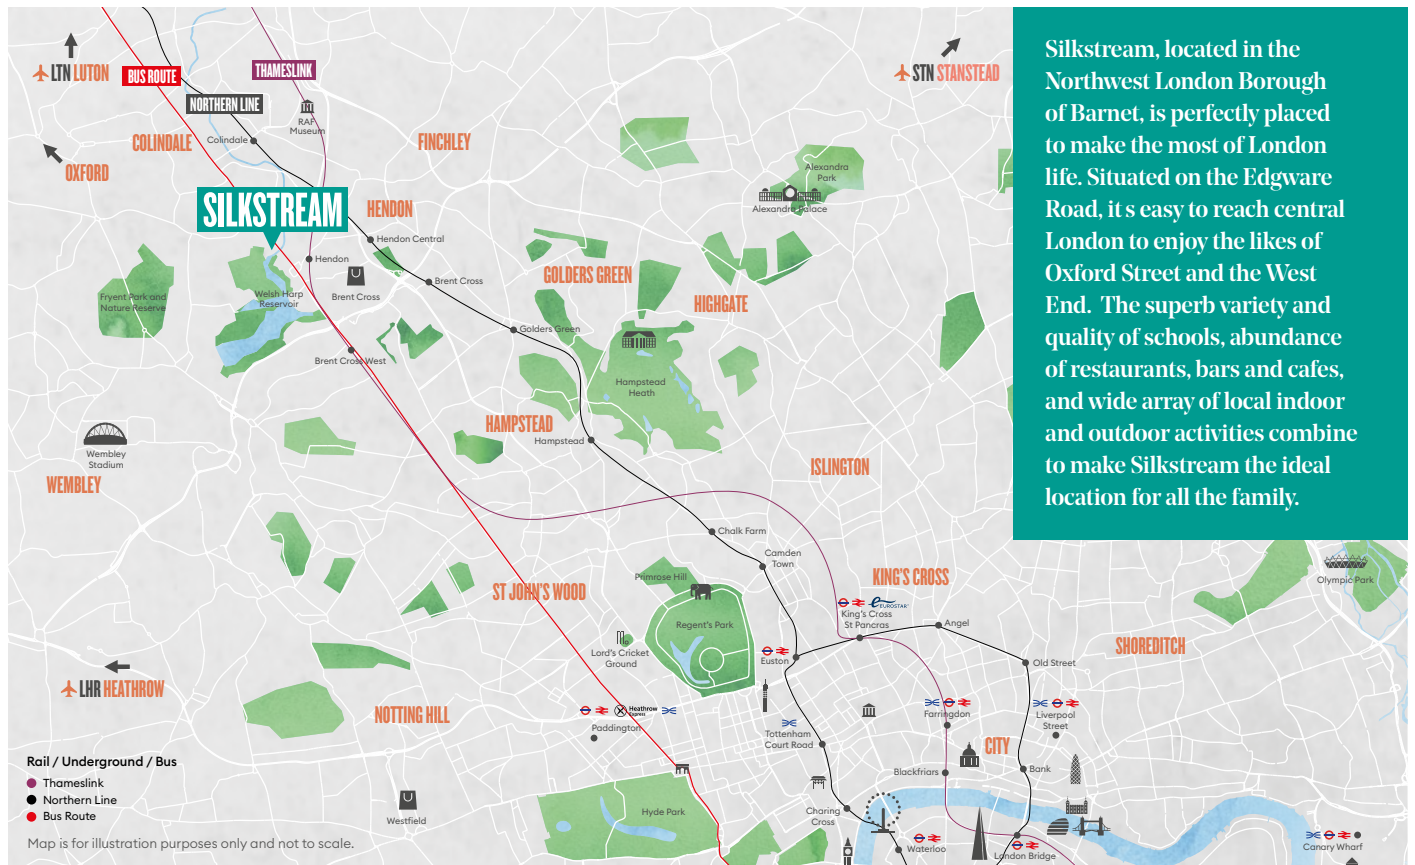 Silkstream, located in the
Northwest London Borough
of Barnet, is perfectly placed
to make the most of London
life. Situated on the Edgware
Road, it s easy to reach central
London to enjoy the likes of
Oxford Street and the West
End. The superb variety and
quality of schools, abundance
of restaurants, bars and cafes,
and wide array of local indoor
and outdoor activities combine
to make Silkstream the ideal
location for all the family.
LTN LUTON
BUS ROUTE
THAMESLINK
STN STANSTEAD
NORTHERN LINE
RAF
Museum
COLINDALE
Colindale
FINCHLEY
OXFORD
Alexandra
Park
Alexandra Palace
SILKSTREAM
HENDON
Hendon Central
Hendon
Brent Cross
Brent Cross
GOLDERS GREEN
HIGHGATE
Fryent Park and
Nature Reserve
Welsh Harp
Reservoir
Golders Green
Brent Cross West
Hampstead
Heath
HAMPSTEAD
Hampstead
Wembley
Stadium
WEMBLEY
ISLINGTON
Chalk Farm
Camden
Town
Primrose Hill
KING'S CROSS
Olympic Park
ST JOHN'S WOOD
EUROSTAR
King's Cross
St Pancras
Angel
Regent's Park
Lord's Cricket
Ground
Euston
Old Street
SHOREDITCH
LHR HEATHROW
NOTTING HILL
Heathrow
Express
Paddington
Farringdon
Liverpool
Street
Tottenham
Court Road
CITY
Blackfriars
Bank
Rail / Underground / Bus
Thameslink
Northern Line
Bus Route
Map is for illustration purposes only and not to scale.
Westfield
Hyde Park
Charing
Cross
Waterloo
London Bridge
Canary Wharf